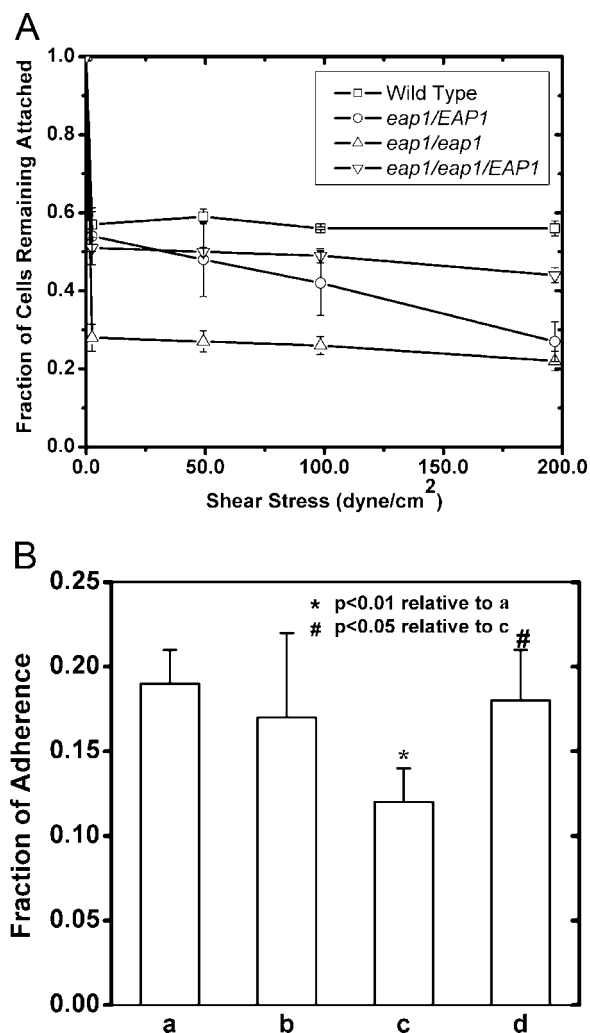 A
1.0
0.8
0.6
0.4
0.2
0.0
Fraction of Cells Remaining Attached
Wild Type
eap1/EAP1
eap1/eap1
eap1/eap1/EAP1
0.0 50.0 100.0 150.0 200.0
Shear Stress (dyne/cm²)
B
0.25
0.20
0.15
0.10
0.05
0.00
Fraction of Adherence
* p<0.01 relative to a
# p<0.05 relative to c
*
#
a b c d